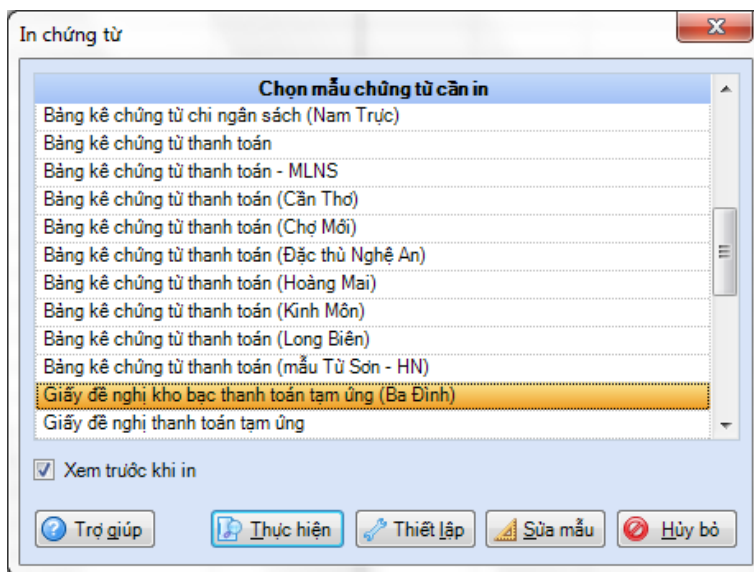 In chứng từ
Chọn mẫu chứng từ cần in
Bảng kê chứng từ chi ngân sách (Nam Trực)
Bảng kê chứng từ thanh toán
Bảng kê chứng từ thanh toán - MLNS
Bảng kê chứng từ thanh toán (Cần Thơ)
Bảng kê chứng từ thanh toán (Chợ Mới)
Bảng kê chứng từ thanh toán (Đặc thù Nghệ An)
Bảng kê chứng từ thanh toán (Hoàng Mai)
Bảng kê chứng từ thanh toán (Kinh Môn)
Bảng kê chứng từ thanh toán (Long Biên)
Bảng kê chứng từ thanh toán (mẫu Từ Sơn - HN)
Giấy đề nghị kho bạc thanh toán tạm ứng (Ba Đình)
Giấy đề nghị thanh toán tạm ứng
Xem trước khi in
Trợ giúp Thực hiện Thiết lập Sửa mẫu Hủy bỏ